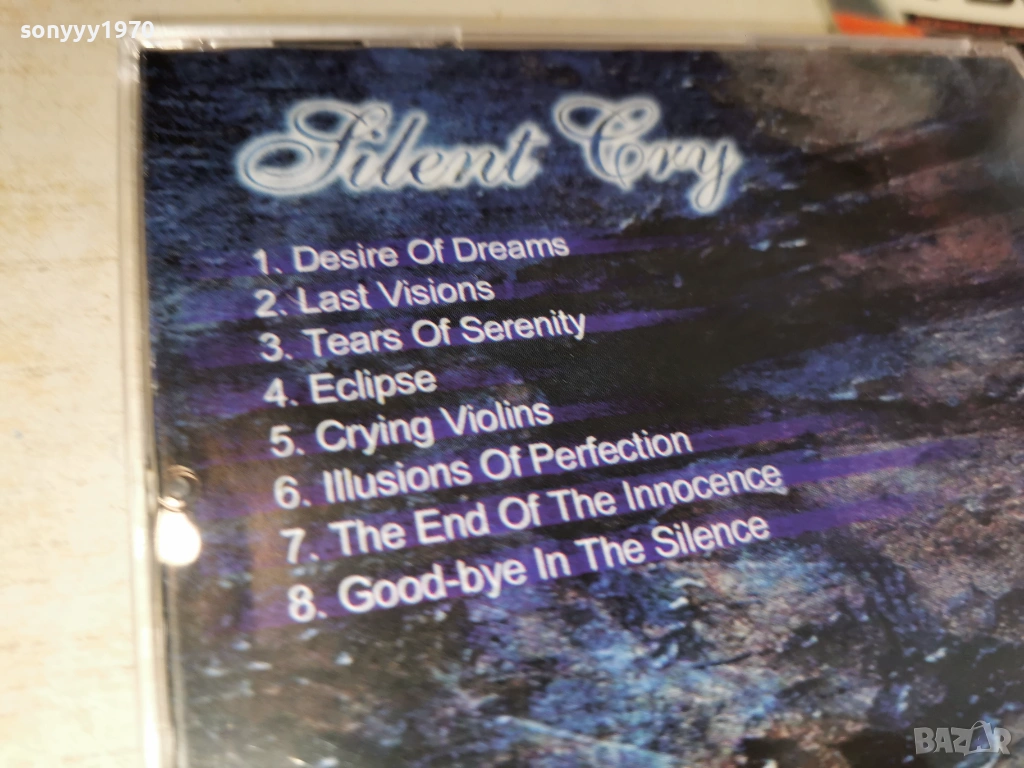 sonyyy1970
Silent Cry
1. Desire Of Dreams
2. Last Visions
3. Tears Of Serenity
4. Eclipse
5. Crying Violins
6. Illusions Of Perfection
7. The End Of The Innocence
8. Good-bye In The Silence
BAZAR